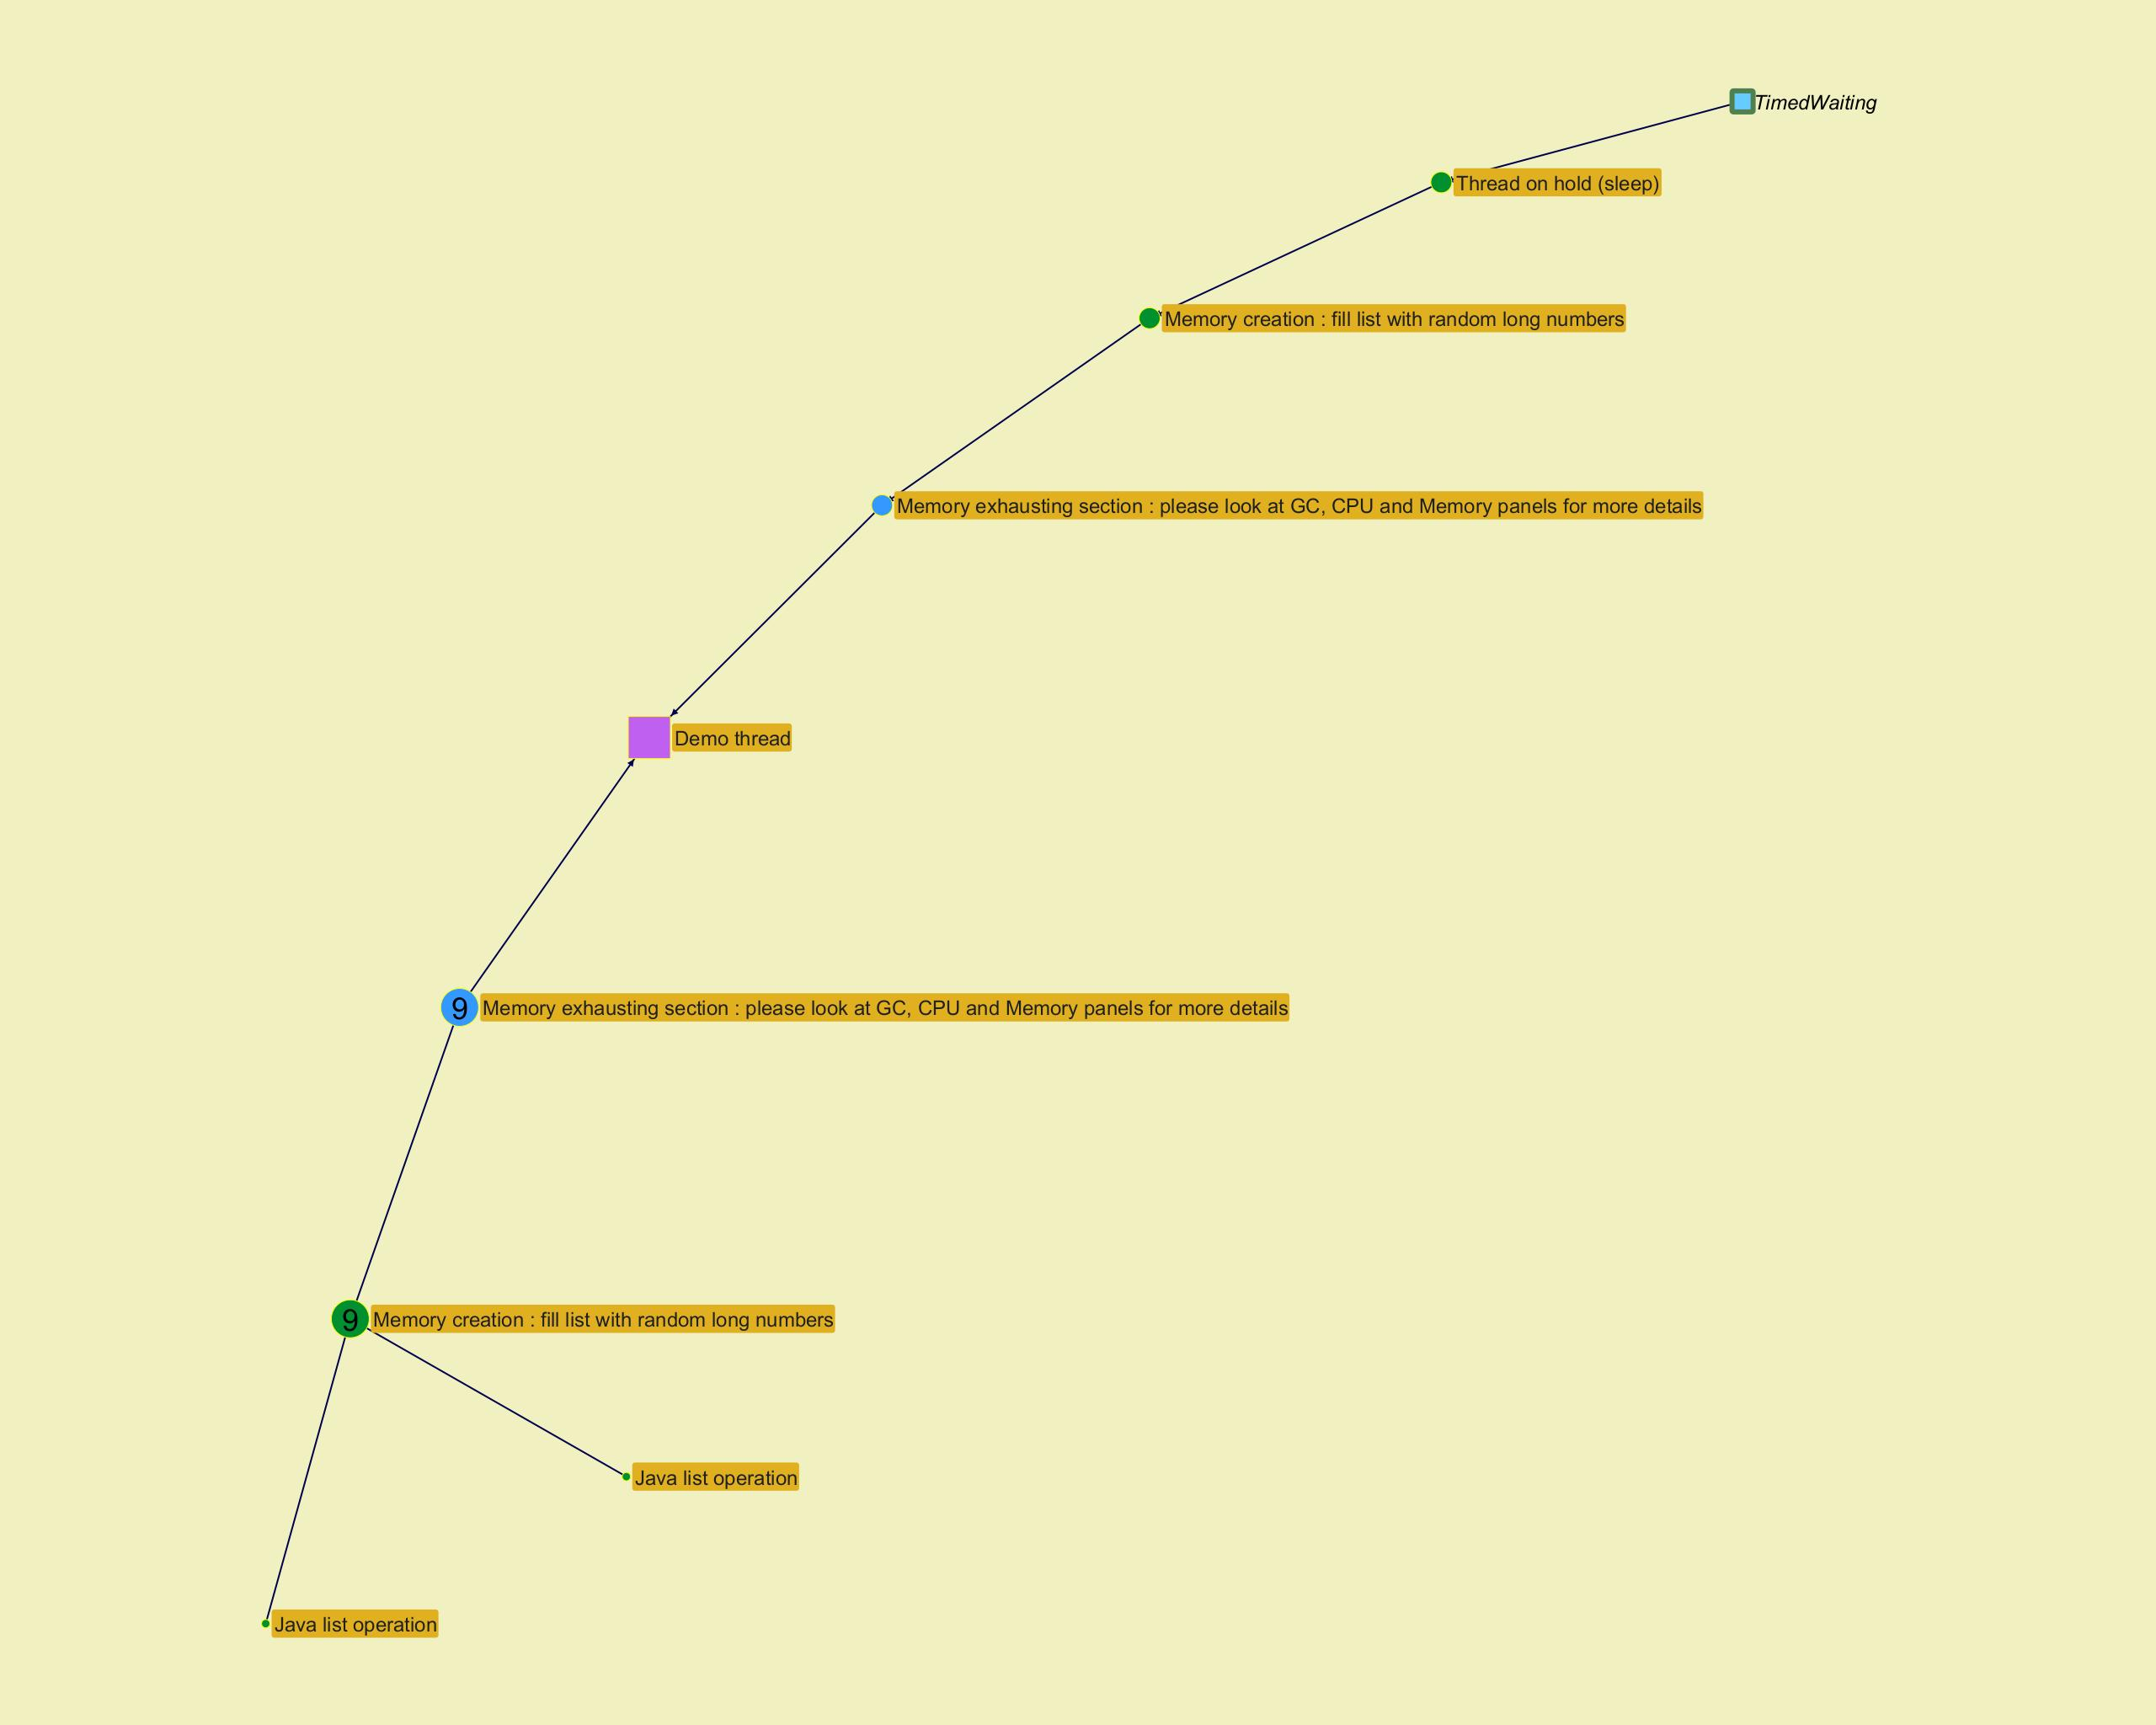 TimedWaiting
Thread on hold (sleep)
Memory creation : fill list with random long numbers
Memory exhausting section : please look at GC, CPU and Memory panels for more details
Demo thread
9 Memory exhausting section : please look at GC, CPU and Memory panels for more details
9 Memory creation : fill list with random long numbers
Java list operation
Java list operation